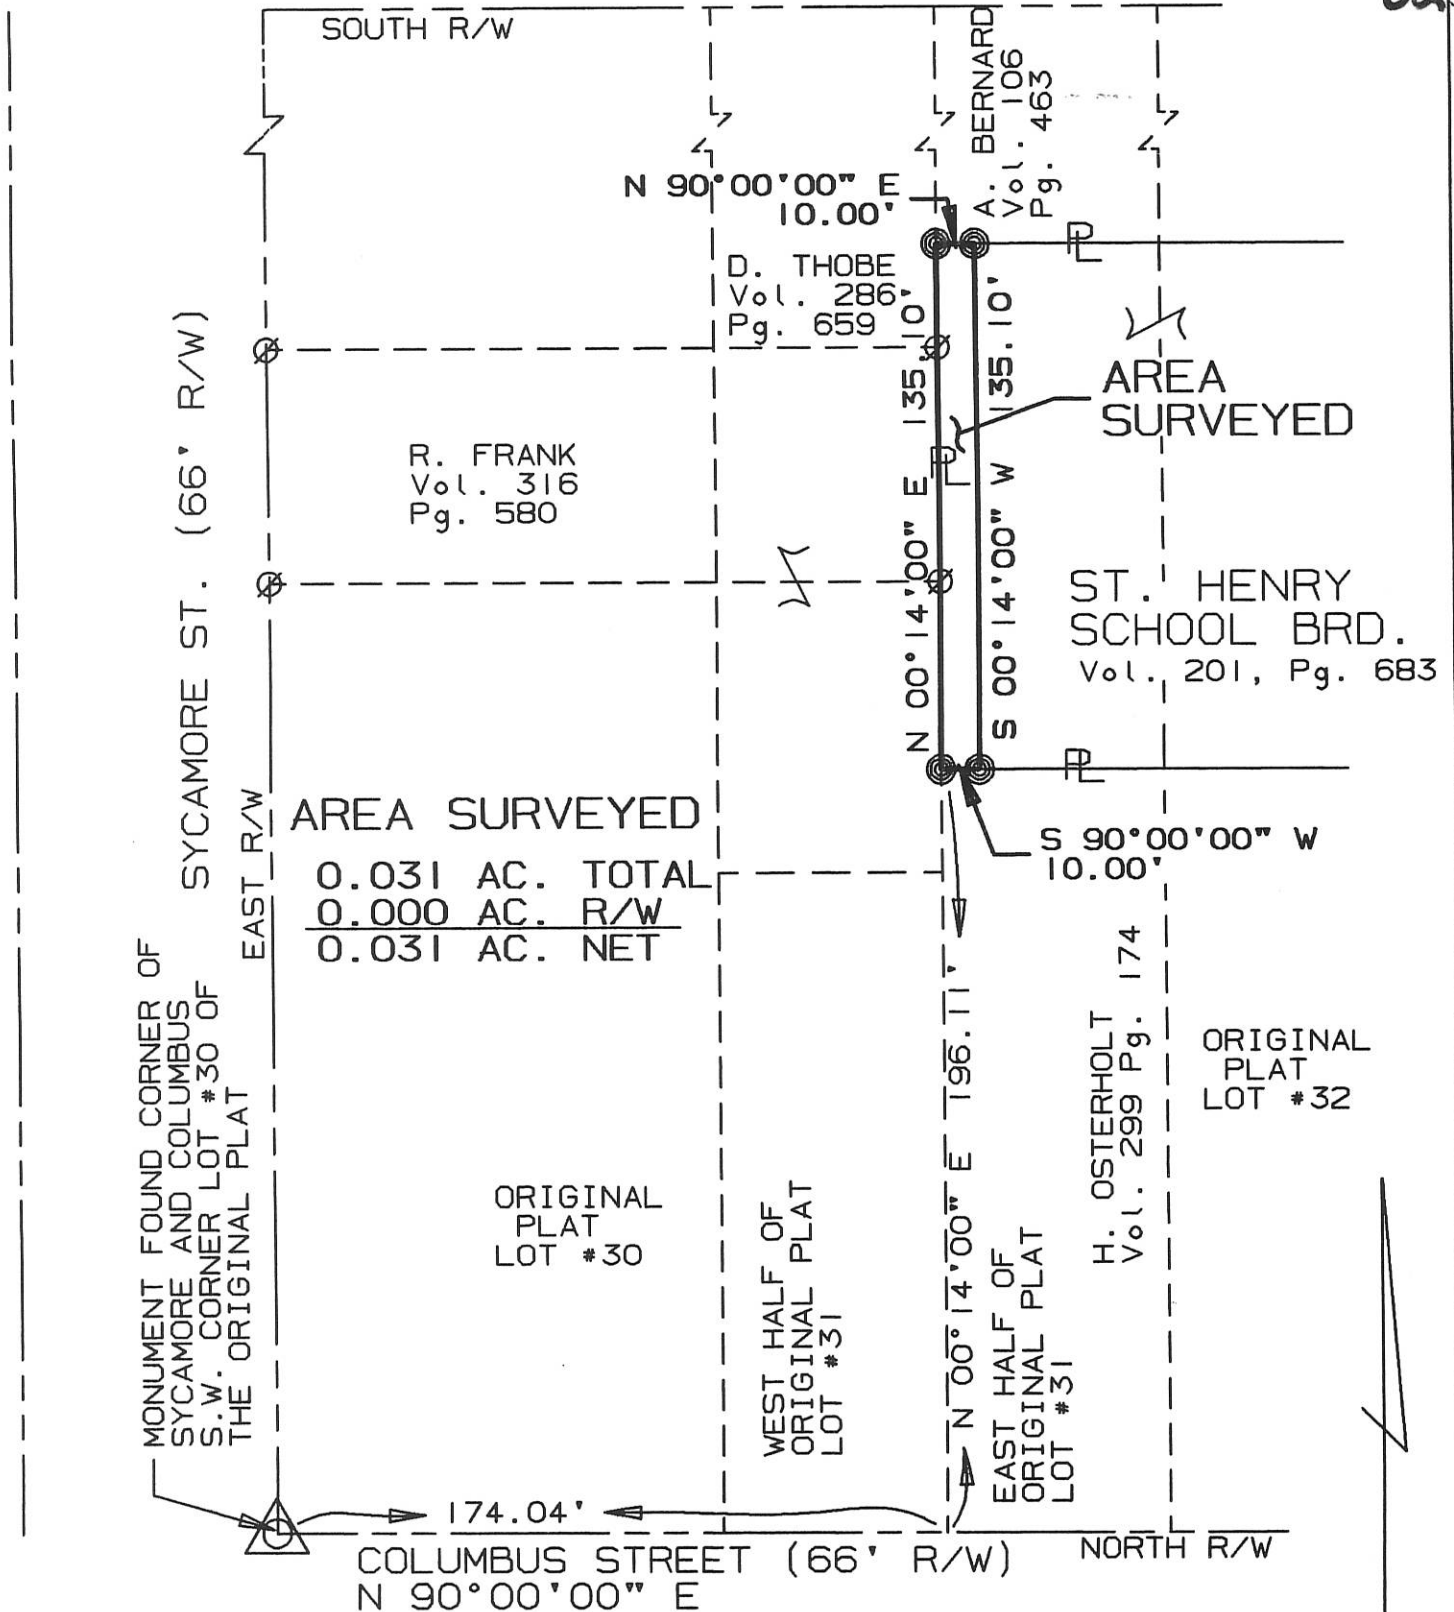 SOUTH R/W
A. BERNARD
Vol. 106
Pg. 463
N 90°00'00" E
10.00'
D. THOBE
Vol. 286
Pg. 659
PL
SYCAMORE ST. (66' R/W)
N 00°14'00" E 135.10'
S 00°14'00" W 135.10'
AREA
SURVEYED
R. FRANK
Vol. 316
Pg. 580
PL
ST. HENRY
SCHOOL BRD.
Vol. 201, Pg. 683
PL
EAST R/W
AREA SURVEYED
0.031 AC. TOTAL
0.000 AC. R/W
0.031 AC. NET
S 90°00'00" W
10.00'
MONUMENT FOUND CORNER OF
SYCAMORE AND COLUMBUS
S.W. CORNER LOT #30 OF
THE ORIGINAL PLAT
ORIGINAL
PLAT
LOT #30
WEST HALF OF
ORIGINAL PLAT
LOT #31
N 00°14'00" E 196.11'
EAST HALF OF
ORIGINAL PLAT
LOT #31
H. OSTERHOLT
Vol. 299 Pg. 174
ORIGINAL
PLAT
LOT #32
174.04'
COLUMBUS STREET (66' R/W)
N 90°00'00" E
NORTH R/W